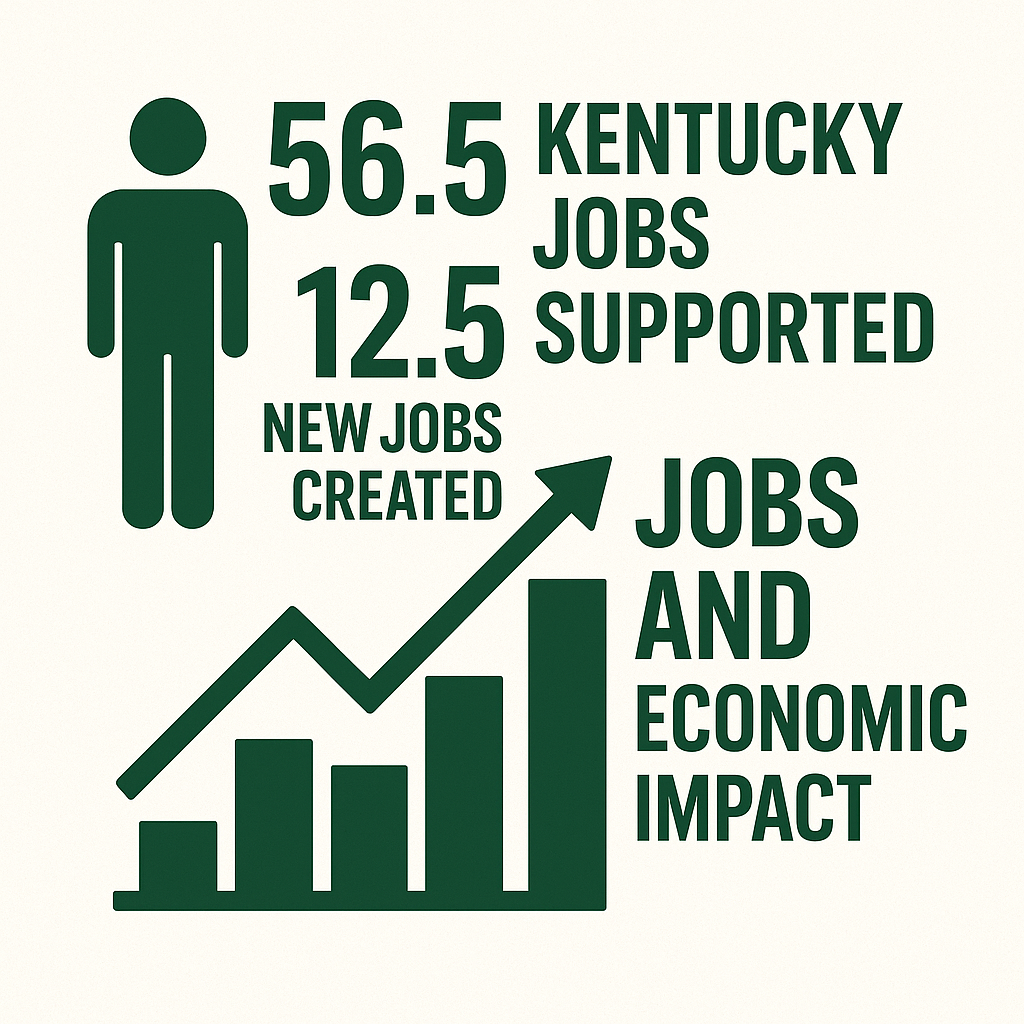 56.5
KENTUCKY
JOBS
SUPPORTED
12.5
NEW JOBS
CREATED
JOBS
AND
ECONOMIC
IMPACT